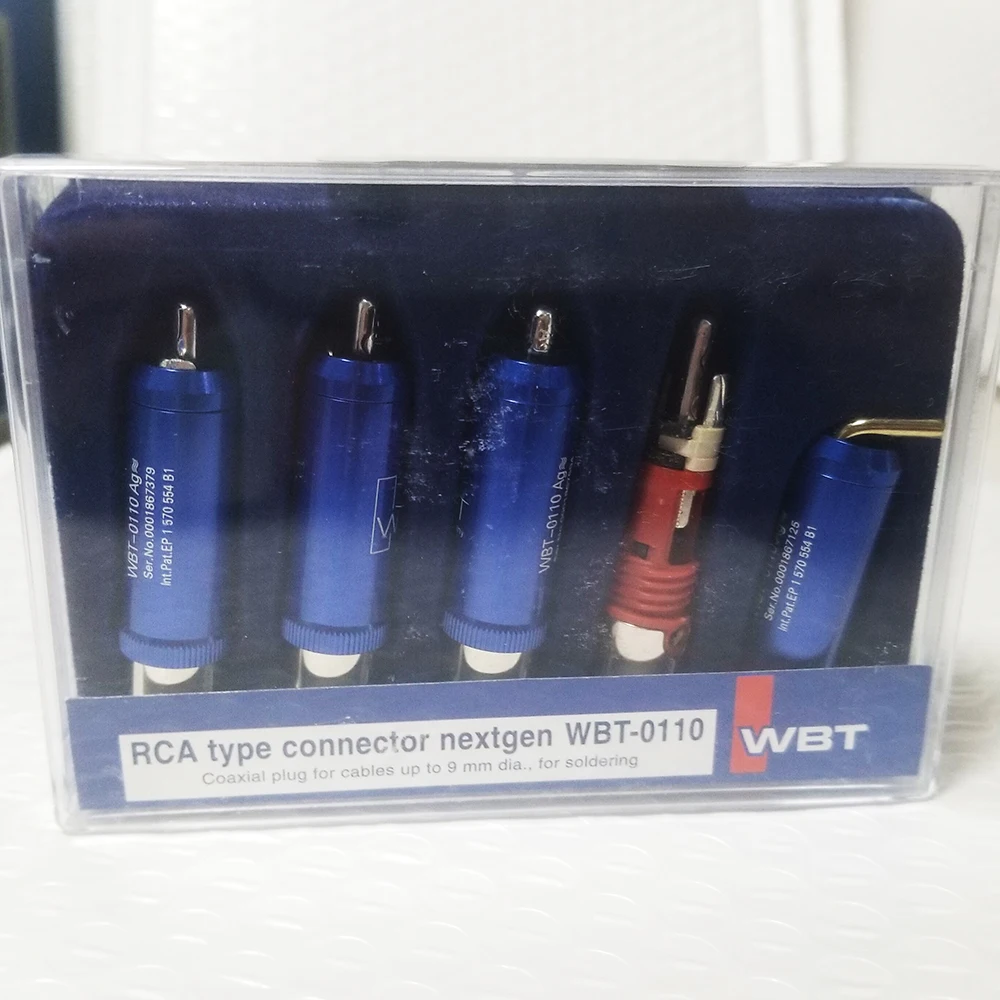 WBT-0110 Ag≈
Ser.No.0001867379
Int.Pat.EP 1 570 554 B1
WBT-0110 Ag≈
Ser.No.0001867125
Int.Pat.EP 1 570 554 B1
RCA type connector nextgen WBT-0110
Coaxial plug for cables up to 9 mm dia., for soldering
WBT